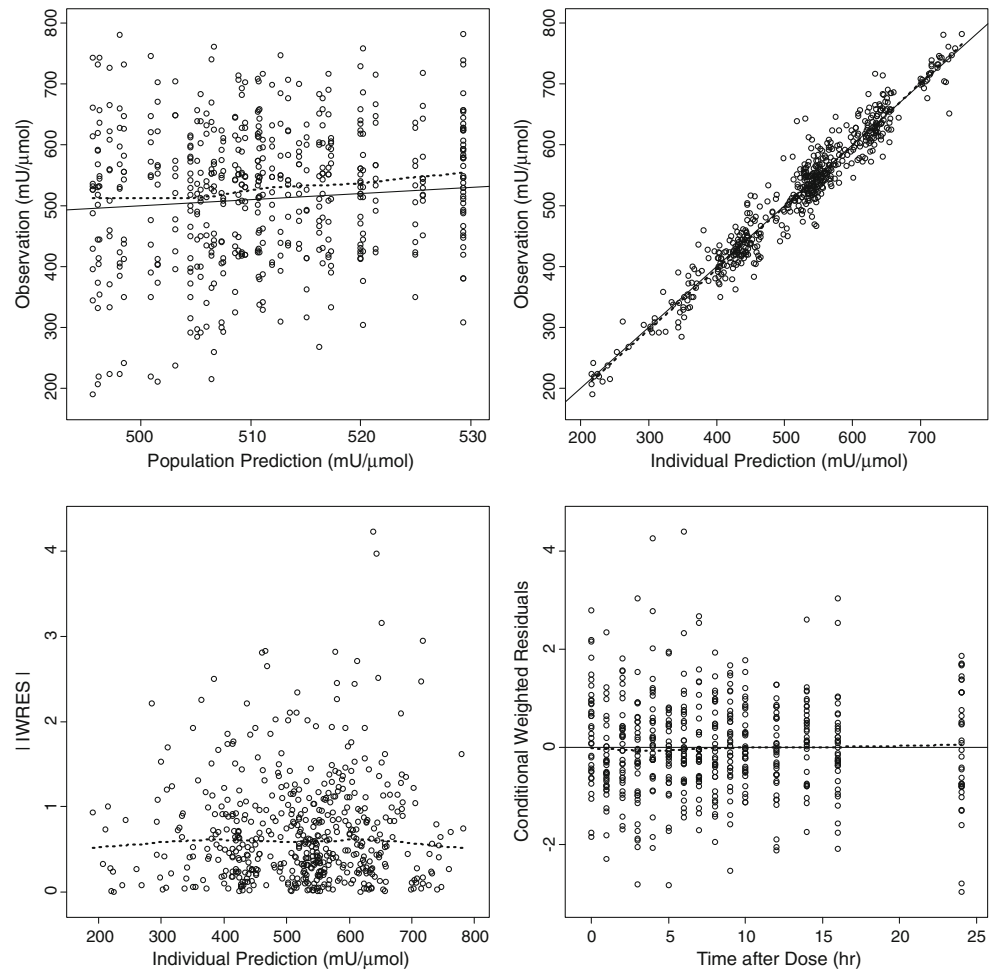 Observation (mU/μmol)
800
700
600
500
400
300
200
500 510 520 530
Population Prediction (mU/μmol)
Observation (mU/μmol)
800
700
600
500
400
300
200
200 300 400 500 600 700
Individual Prediction (mU/μmol)
| IWRES |
4
3
2
1
0
200 300 400 500 600 700 800
Individual Prediction (mU/μmol)
Conditional Weighted Residuals
4
2
0
2
0 5 10 15 20 25
Time after Dose (hr)